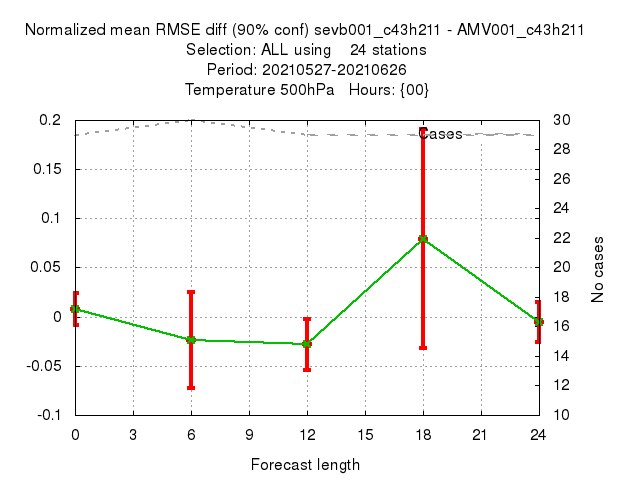 Normalized mean RMSE diff (90% conf) sevb001_c43h211 - AMV001_c43h211
Selection: ALL using    24 stations
Period: 20210527-20210626
Temperature 500hPa   Hours: {00}
0.2
0.15
0.1
0.05
0
-0.05
-0.1
Cases
30
28
26
24
22
20
18
16
14
12
10
No cases
0 3 6 9 12 15 18 21 24
Forecast length